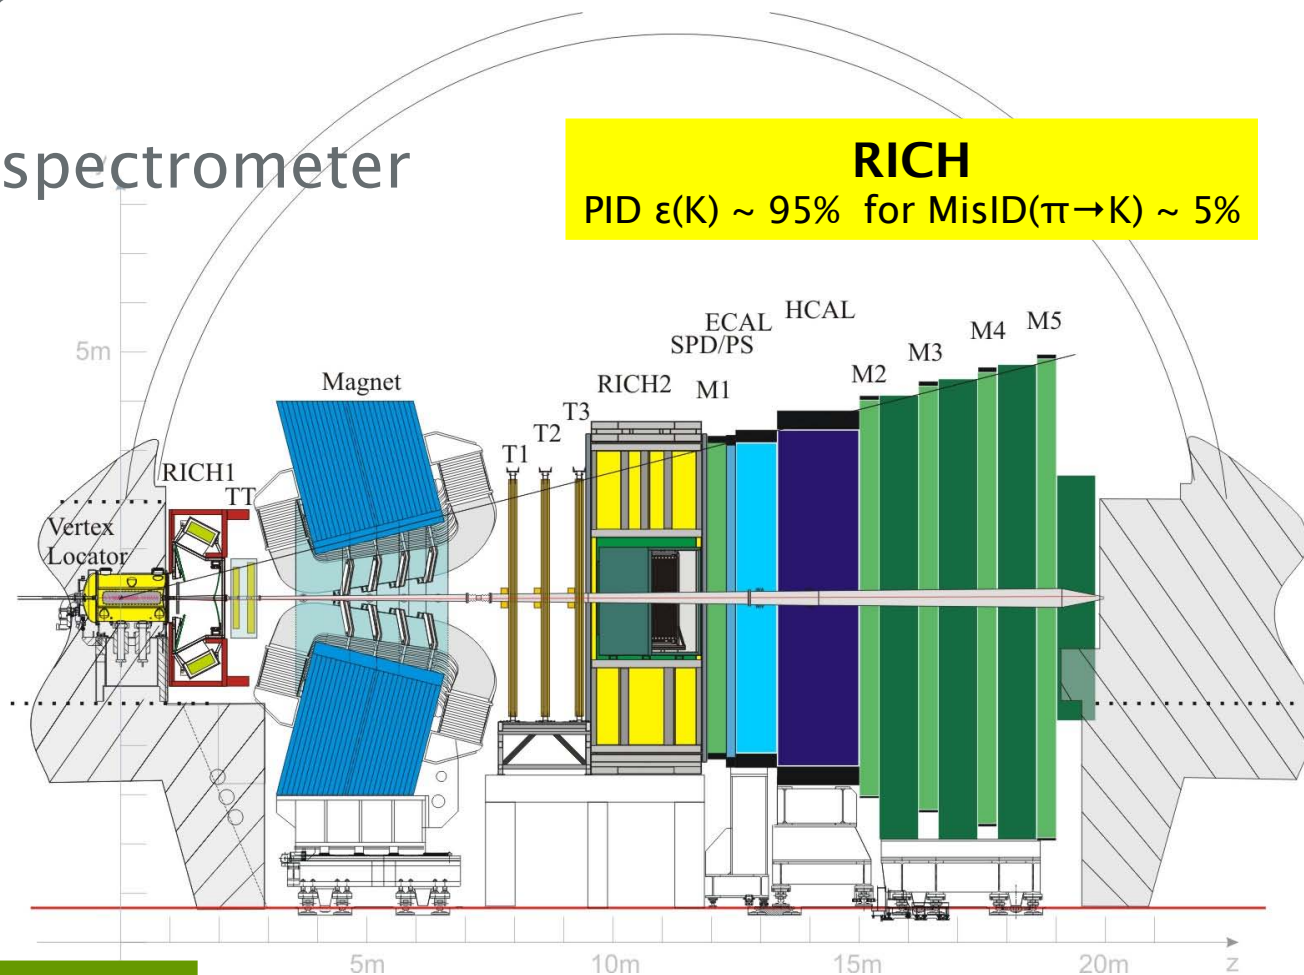 spectrometer
RICH
PID ε(K) ~ 95% for MisID(π→K) ~ 5%
y
5m
Magnet
RICH1
TT
Vertex
Locator
T1
T2
T3
RICH2
M1
SPD/PS
ECAL
HCAL
M2
M3
M4
M5
5m
10m
15m
20m
z